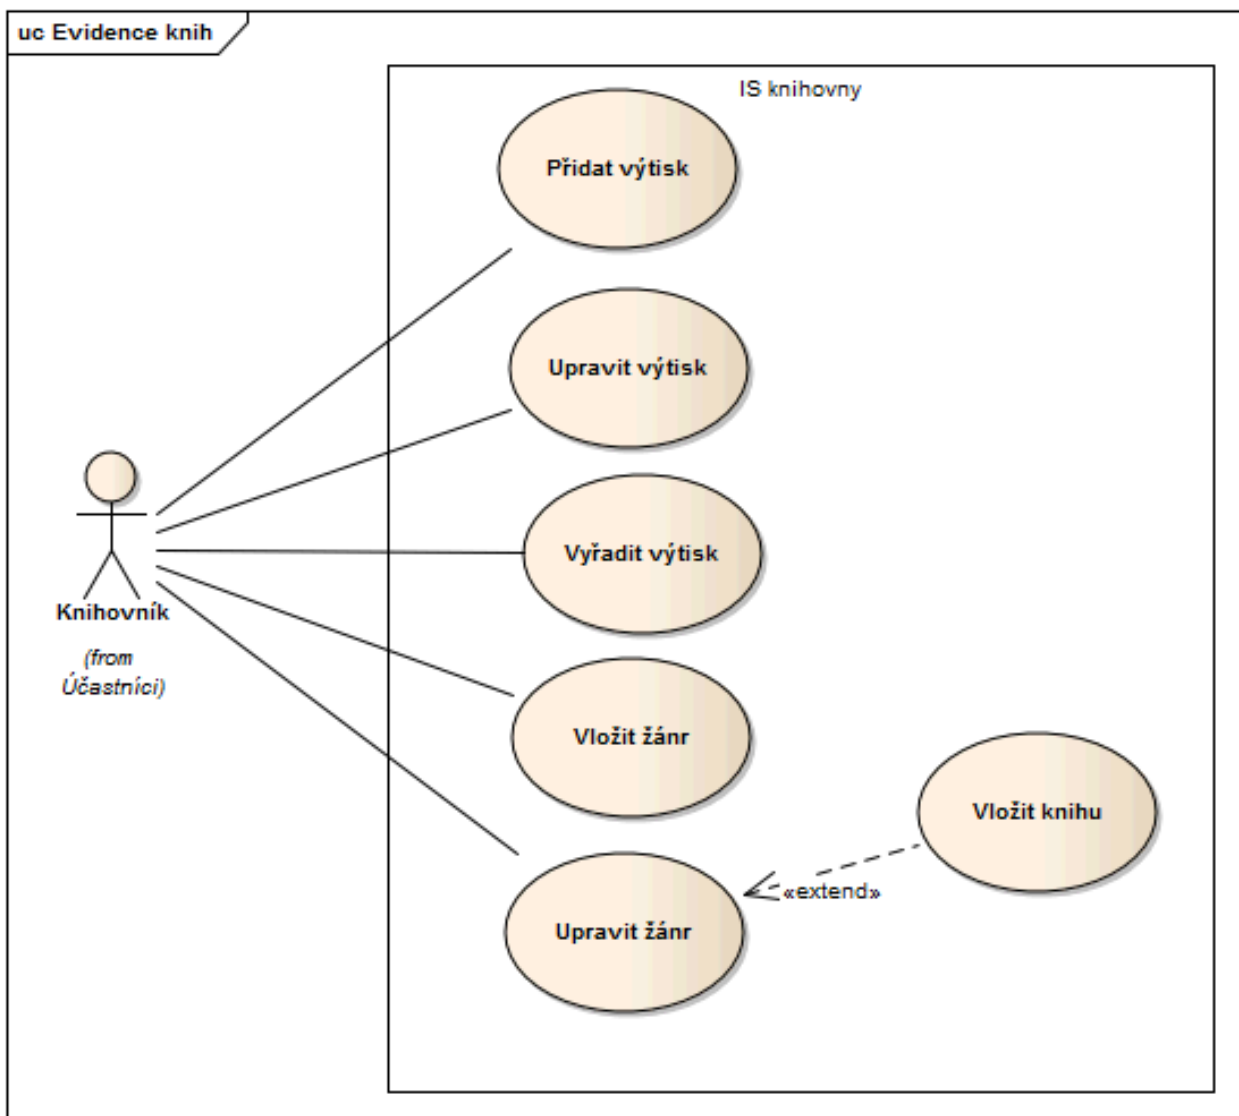 uc Evidence knih
IS knihovny
Přidat výtisk
Upravit výtisk
Vyřadit výtisk
Knihovník
(from
Účastníci)
Vložit žánr
Vložit knihu
«extend»
Upravit žánr